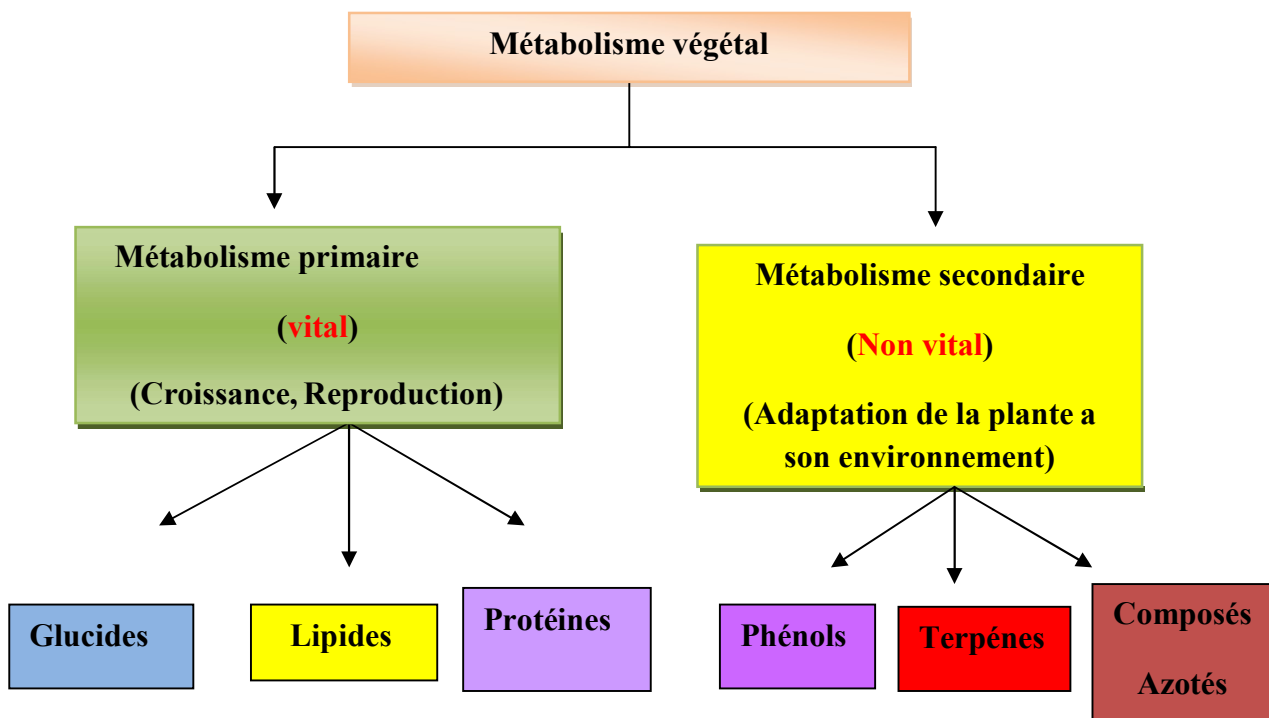 Métabolisme végétal
Métabolisme primaire
(vital)
(Croissance, Reproduction)
Métabolisme secondaire
(Non vital)
(Adaptation de la plante a
son environnement)
Glucides
Lipides
Protéines
Phénols
Terpénes
Composés
Azotés